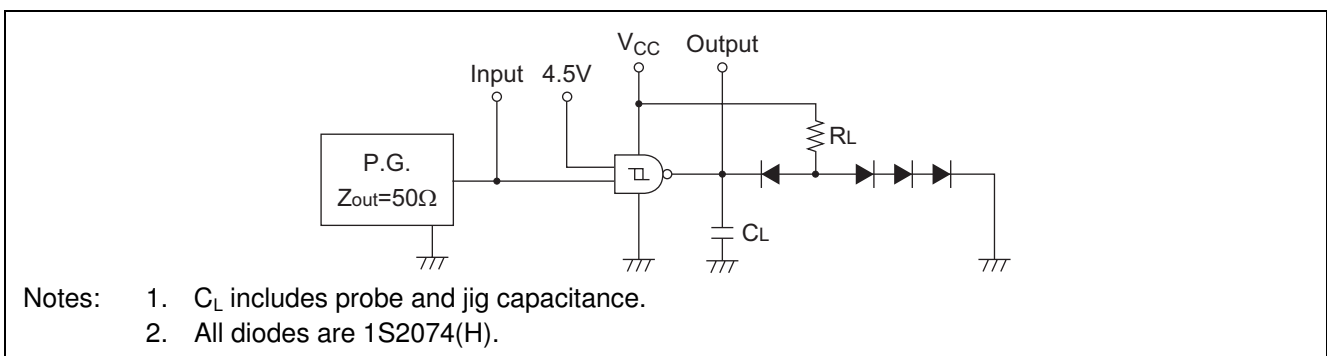 V_CC Output
Input 4.5V
R_L
P.G.
Zout=50Ω
C_L
Notes: 1. C_L includes probe and jig capacitance.
2. All diodes are 1S2074(H).